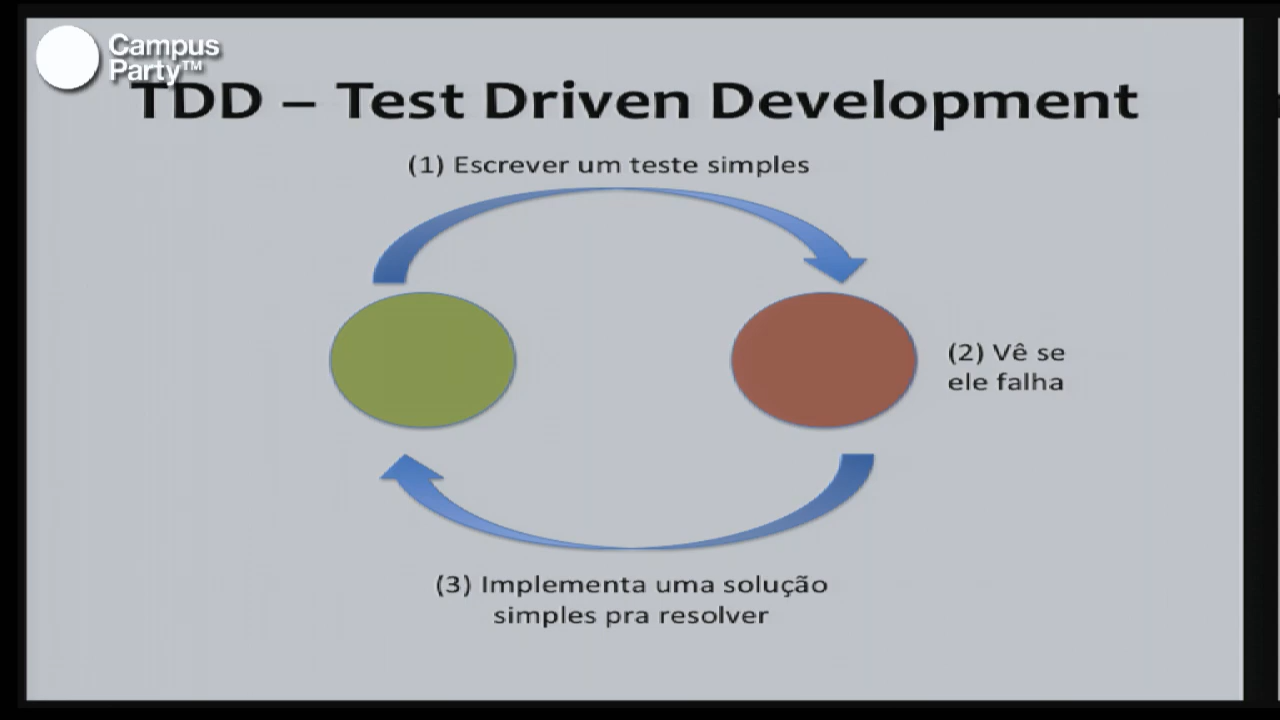 Campus
Party™
TDD – Test Driven Development
(1) Escrever um teste simples
(2) Vê se
ele falha
(3) Implementa uma solução
simples pra resolver